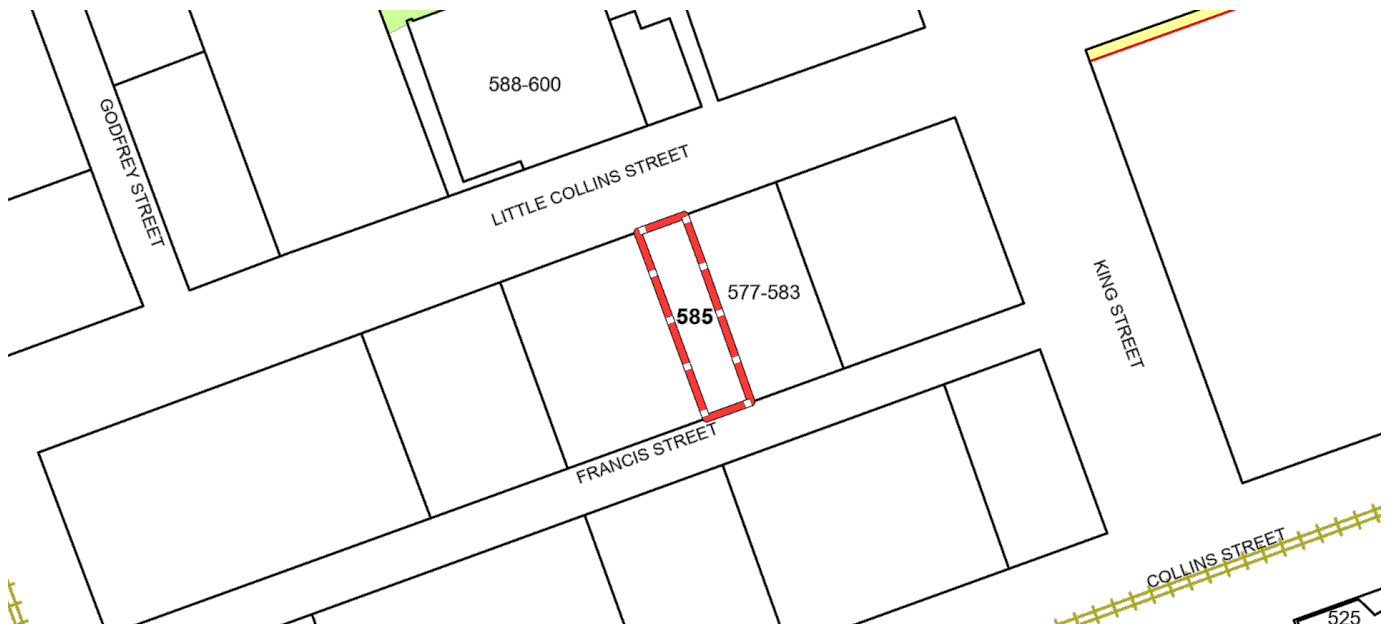 588-600
GODFREY STREET
LITTLE COLLINS STREET
577-583
585
KING STREET
FRANCIS STREET
COLLINS STREET
525